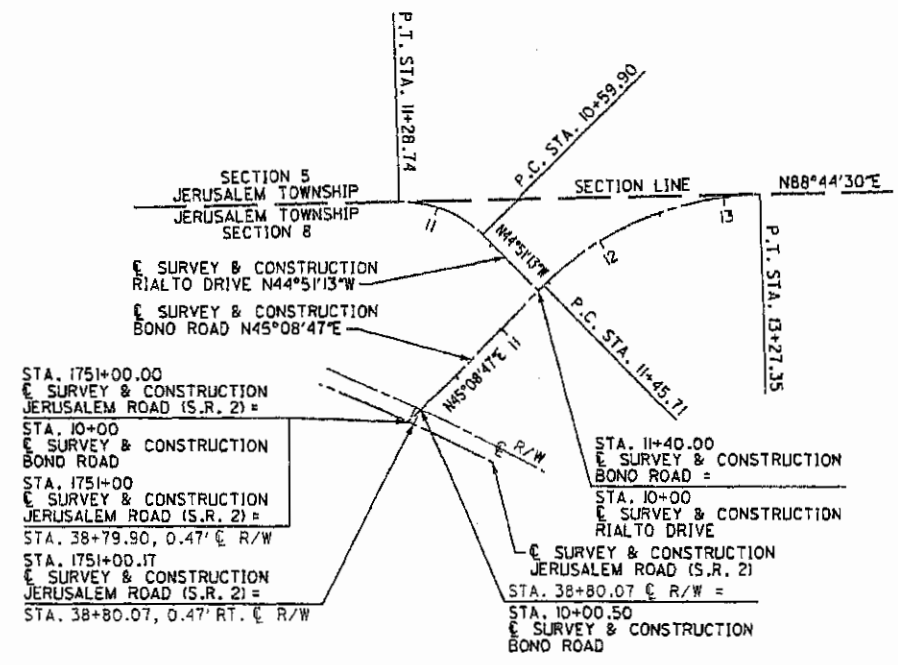 P.T. STA. 11+28.74
P.C. STA. 10+59.90
SECTION 5
JERUSALEM TOWNSHIP
JERUSALEM TOWNSHIP
SECTION 8
SECTION LINE
N88°44'30"E
11
13
12
N44°51'13"W
P.T. STA. 13+27.35
℄ SURVEY & CONSTRUCTION
RIALTO DRIVE N44°51'13"W
℄ SURVEY & CONSTRUCTION
BONO ROAD N45°08'47"E
P.C. STA. 11+45.71
11
N45°08'47"E
℄ R/W
STA. 1751+00.00
℄ SURVEY & CONSTRUCTION
JERUSALEM ROAD (S.R. 2) =
STA. 10+00
℄ SURVEY & CONSTRUCTION
BOND ROAD
STA. 1751+00
℄ SURVEY & CONSTRUCTION
JERUSALEM ROAD (S.R. 2) =
STA. 38+79.90, 0.47' ℄ R/W
STA. 1751+00.17
℄ SURVEY & CONSTRUCTION
JERUSALEM ROAD (S.R. 2) =
STA. 38+80.07, 0.47' RT. ℄ R/W
STA. 11+40.00
℄ SURVEY & CONSTRUCTION
BONO ROAD =
STA. 10+00
℄ SURVEY & CONSTRUCTION
RIALTO DRIVE
℄ SURVEY & CONSTRUCTION
JERUSALEM ROAD (S.R. 2)
STA. 38+80.07 ℄ R/W =
STA. 10+00.50
℄ SURVEY & CONSTRUCTION
BONO ROAD